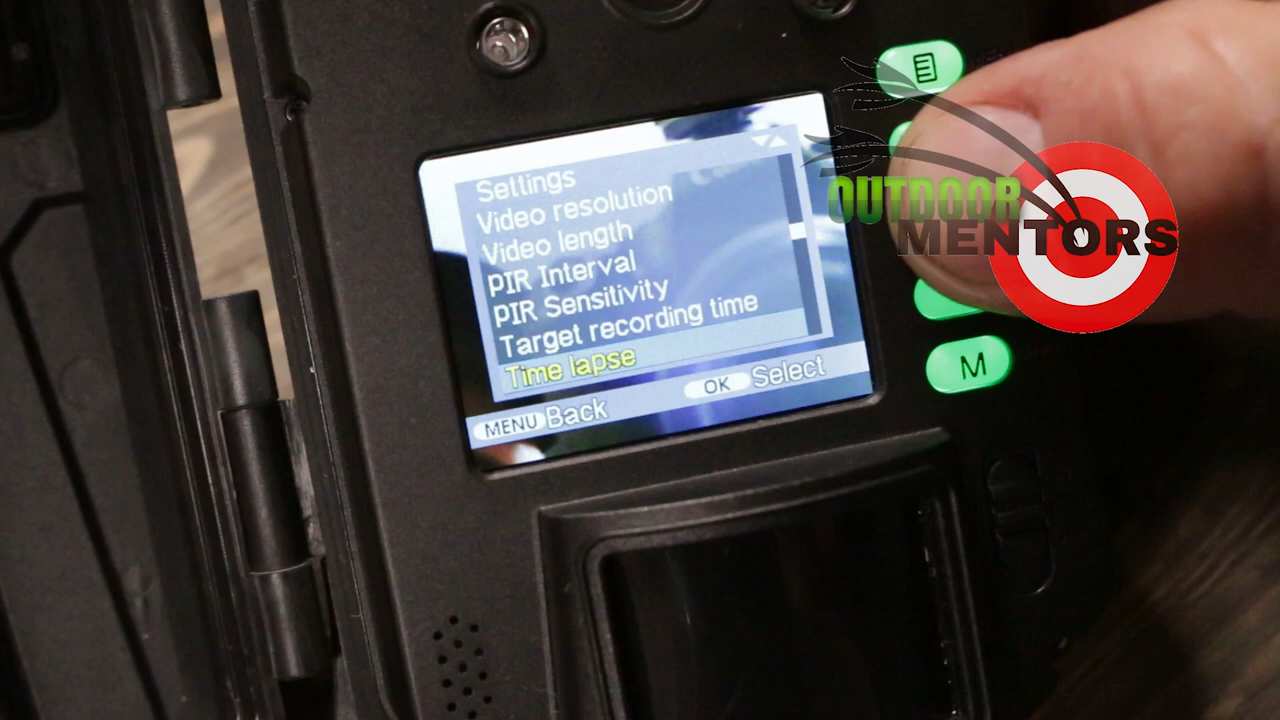 Settings
Video resolution
Video length
PIR Interval
PIR Sensitivity
Target recording time
Time lapse
MENU Back OK Select
M
OUTDOOR
MENTORS